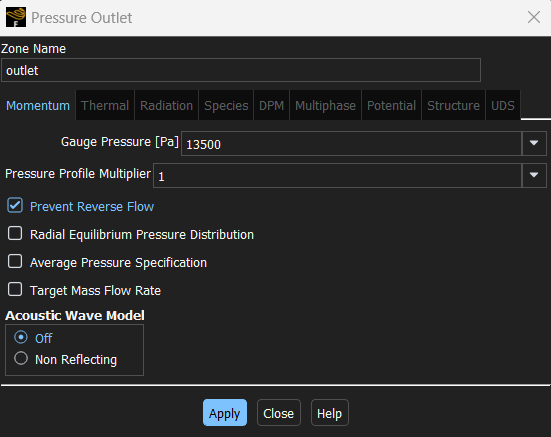 F
Pressure Outlet
Zone Name
outlet
Momentum Thermal Radiation Species DPM Multiphase Potential Structure UDS
Gauge Pressure [Pa] 13500
Pressure Profile Multiplier 1
Prevent Reverse Flow
Radial Equilibrium Pressure Distribution
Average Pressure Specification
Target Mass Flow Rate
Acoustic Wave Model
Off
Non Reflecting
Apply Close Help